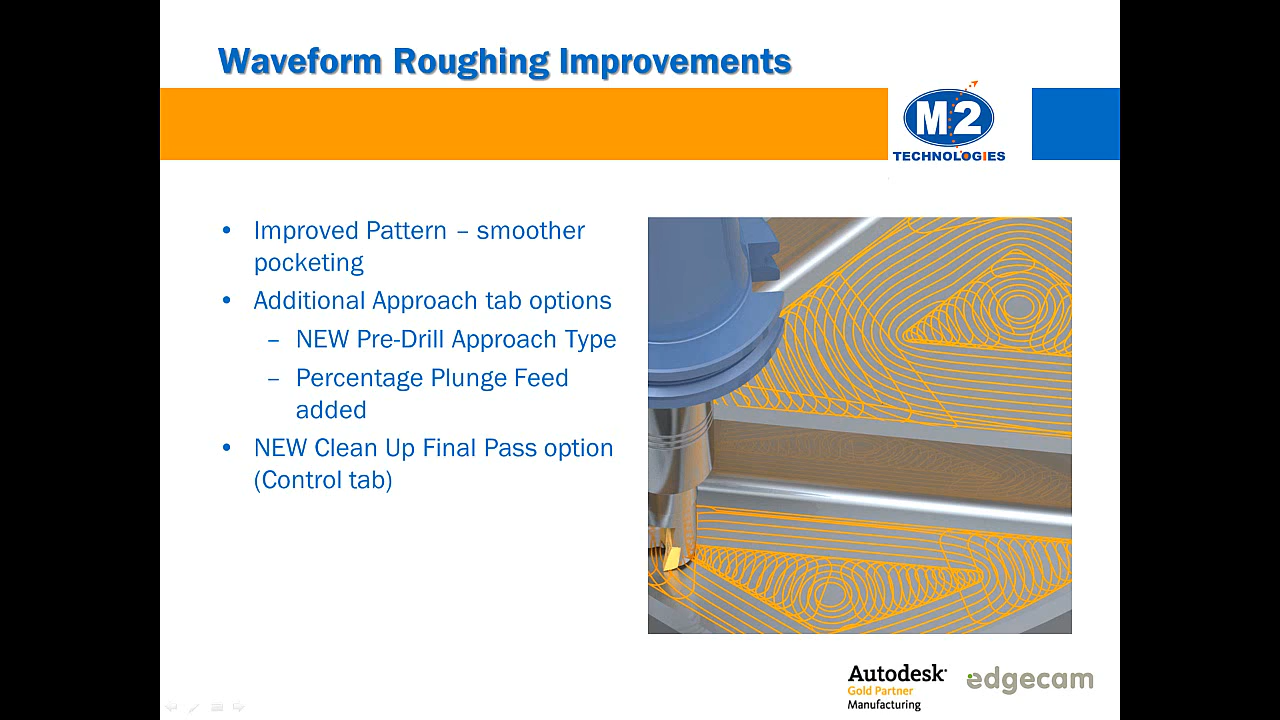 Waveform Roughing Improvements
M2
TECHNOLOGIES
• Improved Pattern – smoother
pocketing
• Additional Approach tab options
– NEW Pre-Drill Approach Type
– Percentage Plunge Feed
added
• NEW Clean Up Final Pass option
(Control tab)
Autodesk
Gold Partner
Manufacturing
edgecam